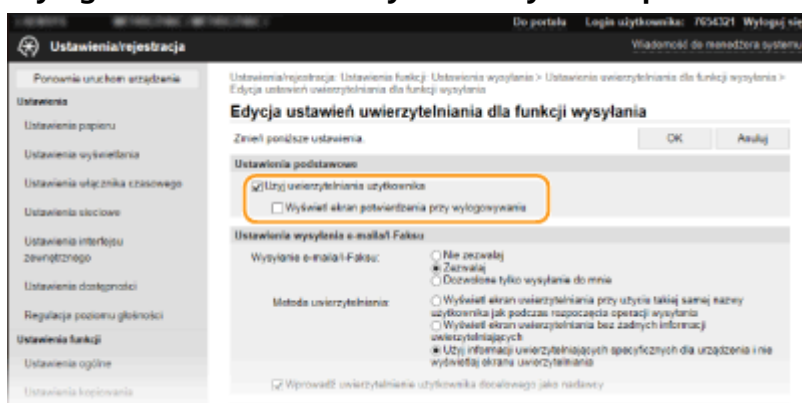 Do portalu Login użytkownika: 7654321 Wyloguj się
Ustawienia/rejestracja
Wiadomość do menedżera systemu
Ponownie uruchom urządzenie
Ustawienia/rejestracja: Ustawienia funkcji: Ustawienia wysyłania > Ustawienia uwierzytelniania dla funkcji wysyłania >
Edycja ustawień uwierzytelniania dla funkcji wysyłania
Ustawienia
Edycja ustawień uwierzytelniania dla funkcji wysyłania
Ustawienia papieru
Zmień poniższe ustawienia.
OK
Anuluj
Ustawienia wyświetlania
Ustawienia podstawowe
Ustawienia włącznika czasowego
Użyj uwierzytelniania użytkownika
Wyświetl ekran potwierdzenia przy wylogowywaniu
Ustawienia sieciowe
Ustawienia interfejsu
zewnętrznego
Ustawienia wysyłania e-maila/I-Faksu
Wysyłanie e-maila/I-Faksu:
Nie zezwalaj
Zezwalaj
Dozwolone tylko wysyłanie do mnie
Ustawienia dostępności
Metoda uwierzytelniania:
Wyświetl ekran uwierzytelniania przy użyciu takiej samej nazwy
użytkownika jak podczas rozpoczęcia operacji wysyłania
Wyświetl ekran uwierzytelniania bez żadnych informacji
uwierzytelniających
Użyj informacji uwierzytelniających specyficznych dla urządzenia i nie
wyświetlaj ekranu uwierzytelniania
Regulacja poziomu głośności
Ustawienia funkcji
Ustawienia ogólne
Ustawienia kopiowania
Wprowadź uwierzytelnienie użytkownika docelowego jako nadawcy